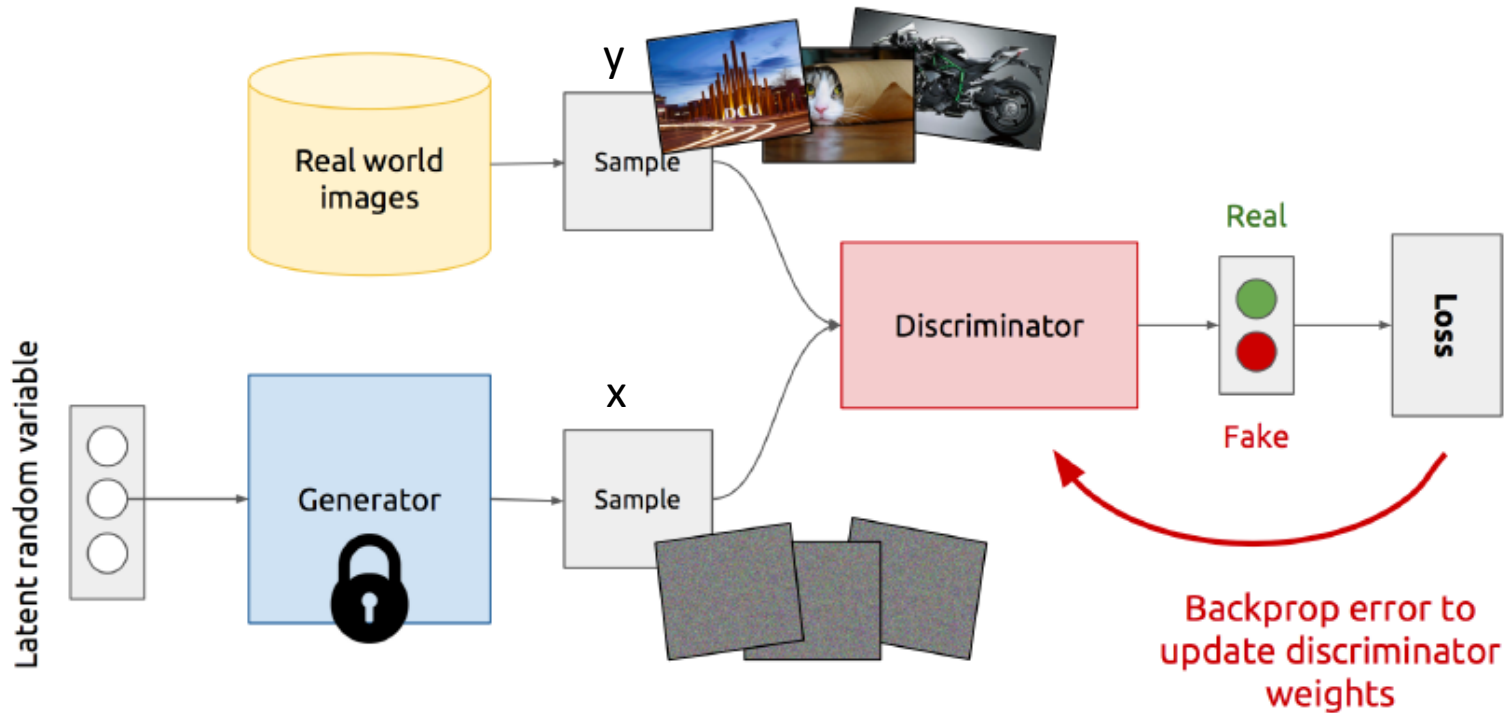 y
DCU
Real world
images
Sample
Real
Discriminator
Loss
Latent random variable
x
Fake
Generator
Sample
Backprop error to
update discriminator
weights